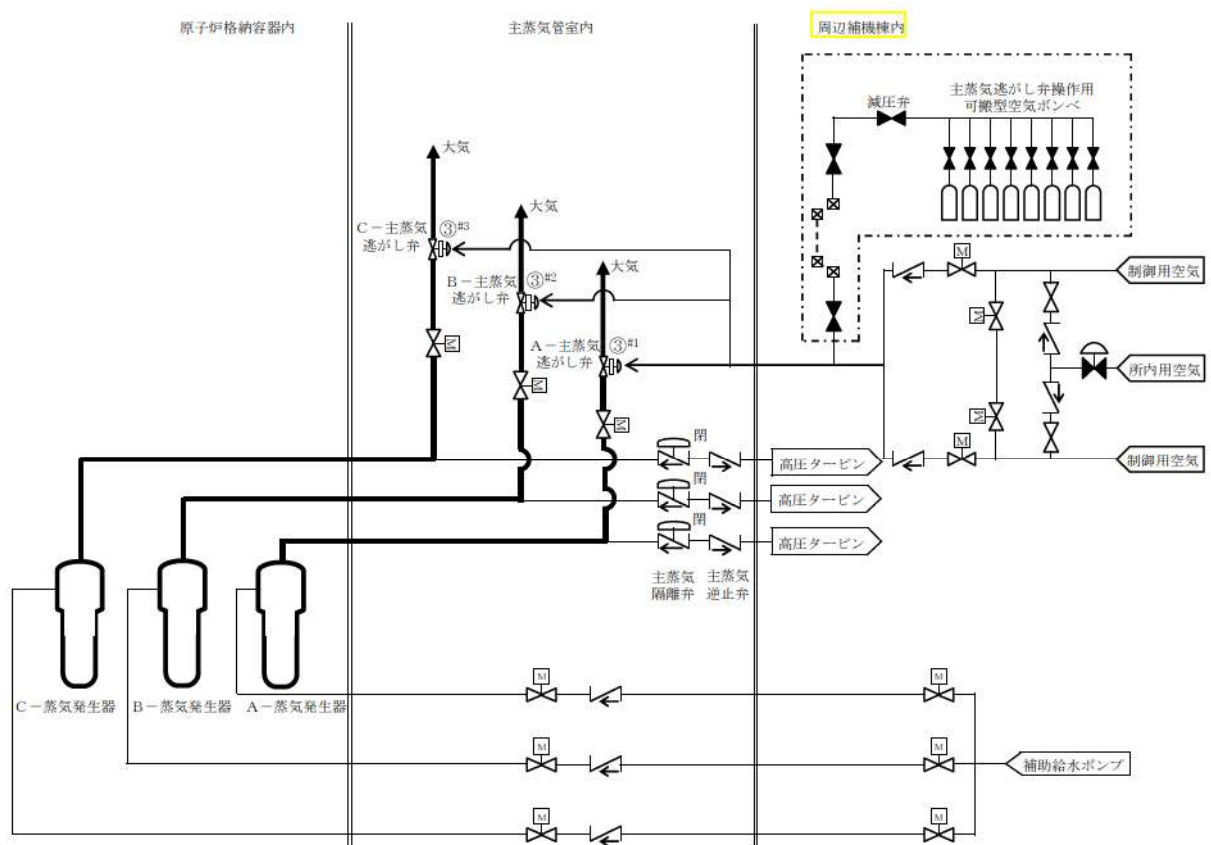 原子炉格納容器内
主蒸気管室内
周辺補機棟内
主蒸気逃がし弁操作用
可搬型空気ボンベ
減圧弁
大気
大気
大気
C－主蒸気
逃がし弁
③#3
B－主蒸気
逃がし弁
③#2
A－主蒸気
逃がし弁
③#1
M
M
M
M
M
M
M
制御用空気
所内用空気
制御用空気
閉
高圧タービン
閉
高圧タービン
閉
高圧タービン
主蒸気
隔離弁
主蒸気
逆止弁
C－蒸気発生器
B－蒸気発生器
A－蒸気発生器
M
M
M
M
M
M
補助給水ポンプ